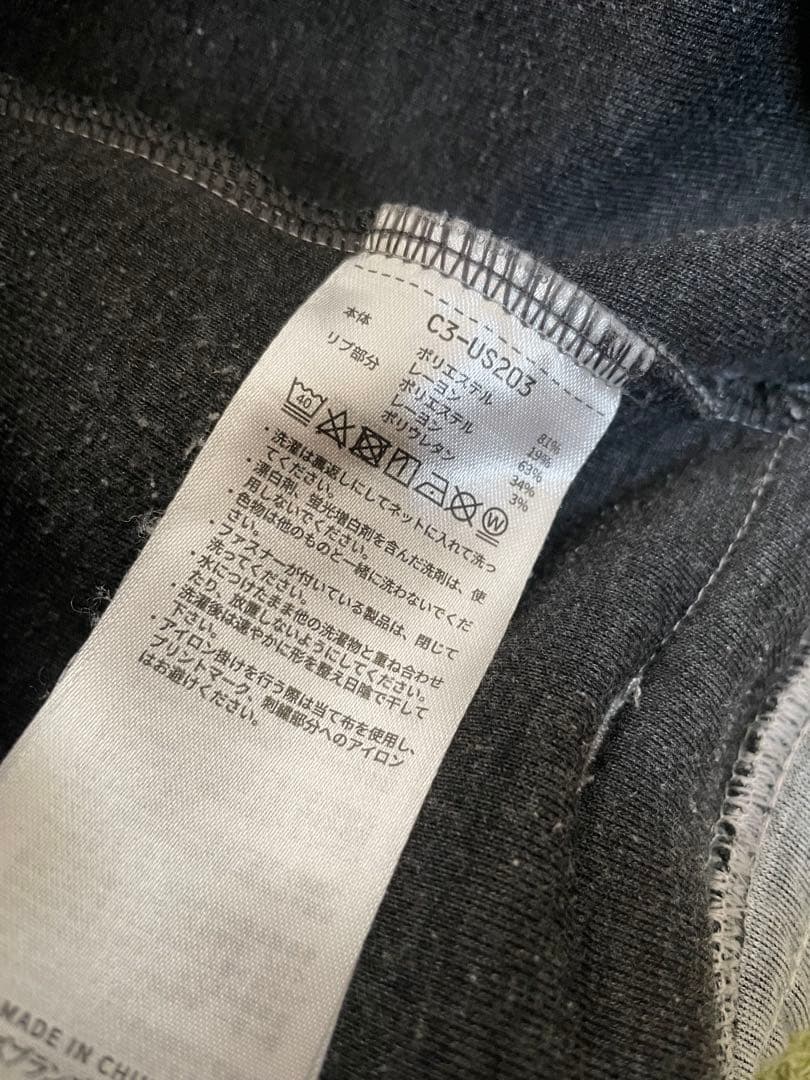 C3-US203
本体
ポリエステル 81%
レーヨン 19%
リブ部分
ポリエステル 63%
レーヨン 34%
ポリウレタン 3%
40
W
・洗濯は裏返しにしてネットに入れて洗っ
てください。
・漂白剤、蛍光増白剤を含んだ洗剤は、使
用しないでください。
・色物は他のものと一緒に洗わないでくだ
さい。
・ファスナーが付いている製品は、閉じて
洗ってください。
・水につけたまま他の洗濯物と重ね合わせ
たり、放置しないようにしてください。
・洗濯後は速やかに形を整え日陰で干して
下さい。
・アイロン掛けを行う際は当て布を使用し、
プリントマーク、刺繍部分へのアイロン
はお避けください。
MADE IN CHI
ブラン